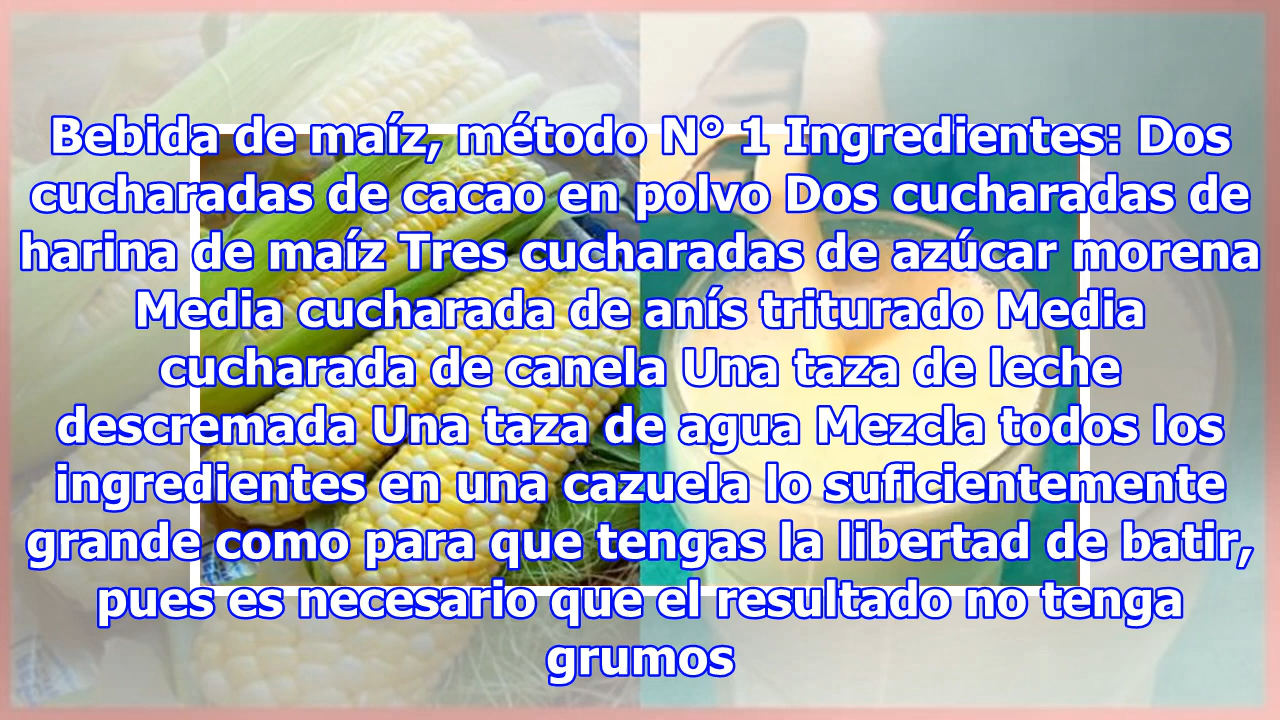 Bebida de maíz, método N° 1 Ingredientes: Dos
cucharadas de cacao en polvo Dos cucharadas de
harina de maíz Tres cucharadas de azúcar morena
Media cucharada de anís triturado Media
cucharada de canela Una taza de leche
descremada Una taza de agua Mezcla todos los
ingredientes en una cazuela lo suficientemente
grande como para que tengas la libertad de batir,
pues es necesario que el resultado no tenga
grumos